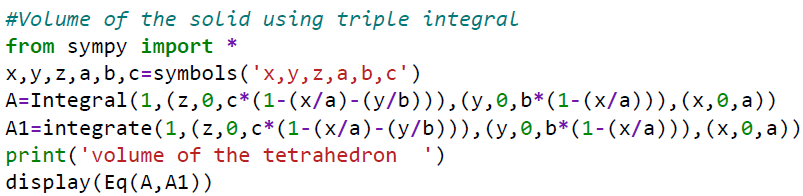 #Volume of the solid using triple integral
from sympy import *
x,y,z,a,b,c=symbols('x,y,z,a,b,c')
A=Integral(1,(z,0,c*(1-(x/a)-(y/b))),(y,0,b*(1-(x/a))),(x,0,a))
A1=integrate(1,(z,0,c*(1-(x/a)-(y/b))),(y,0,b*(1-(x/a))),(x,0,a))
print('volume of the tetrahedron  ')
display(Eq(A,A1))